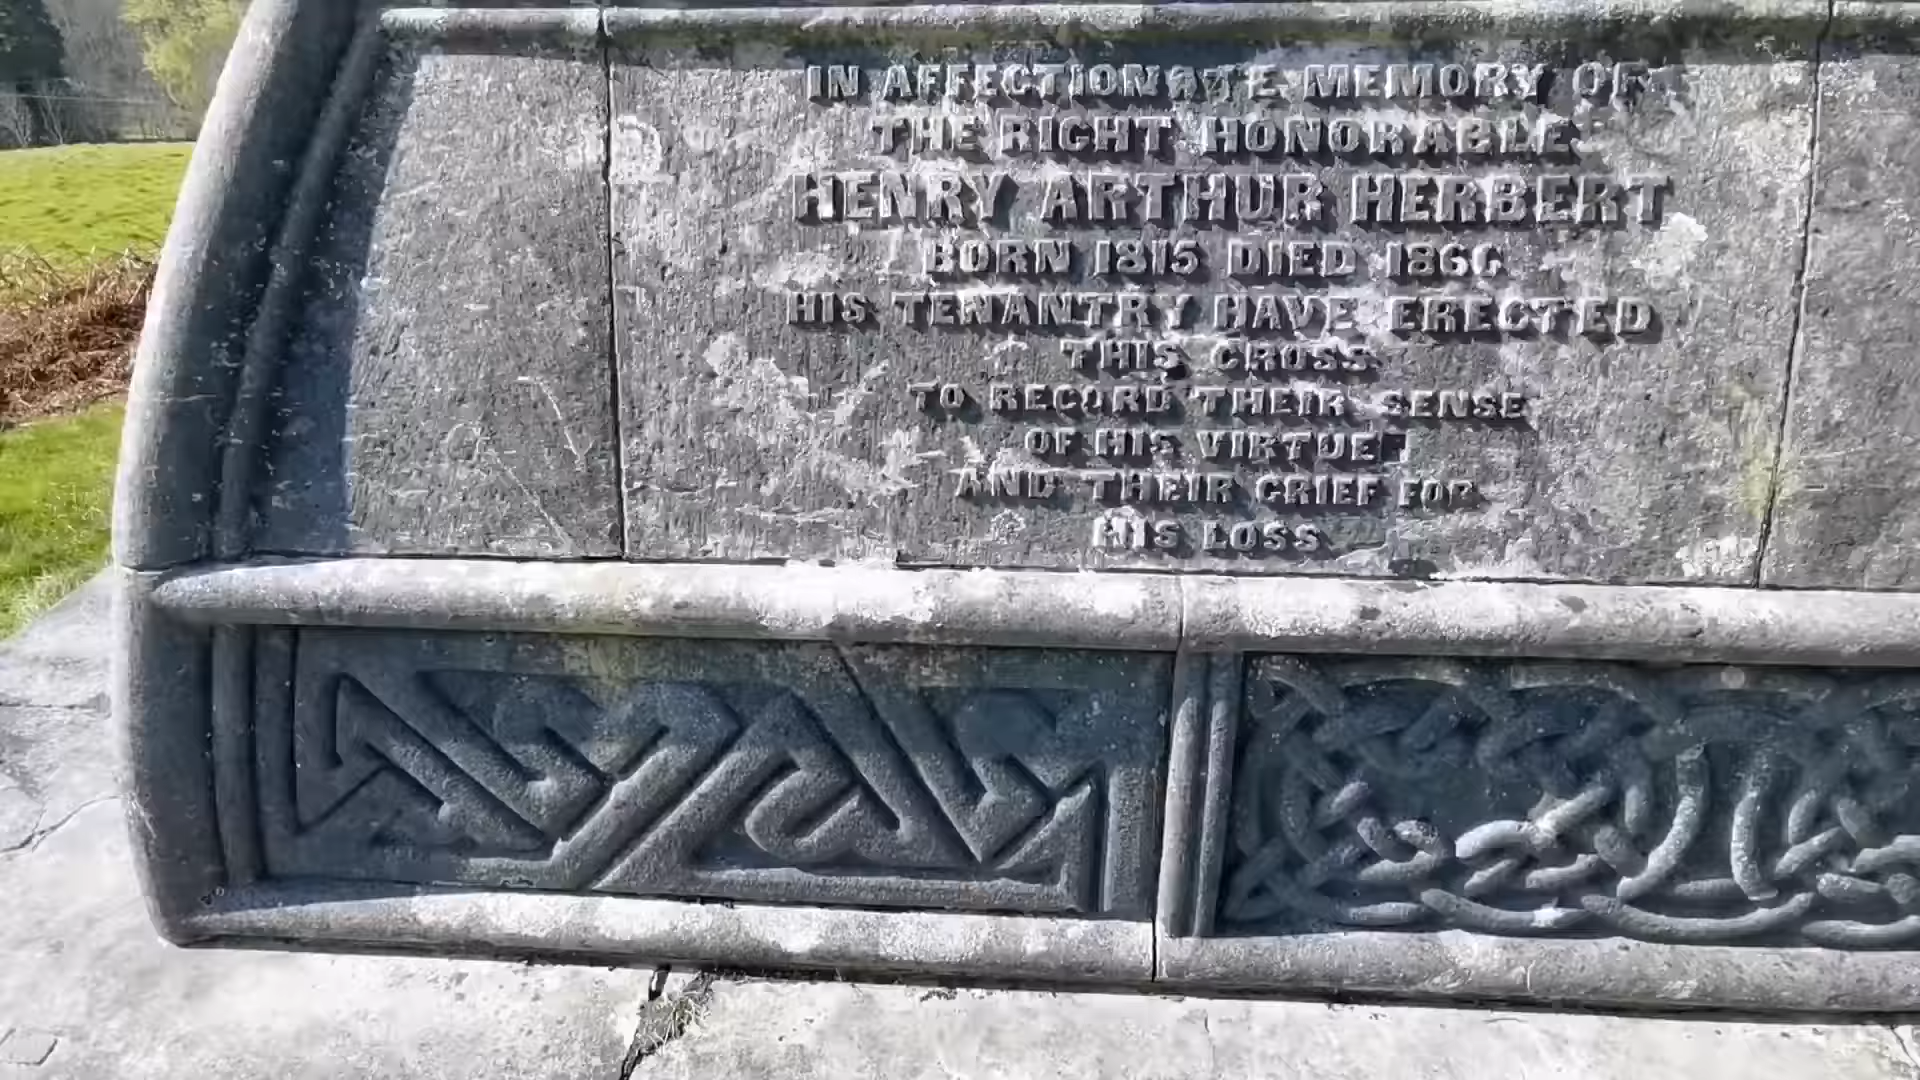 IN AFFECTIONATE MEMORY OF
THE RIGHT HONORABLE
HENRY ARTHUR HERBERT
BORN 1815 DIED 1866
HIS TENANTRY HAVE ERECTED
THIS CROSS
TO RECORD THEIR SENSE
OF HIS VIRTUE
AND THEIR GRIEF FOR
HIS LOSS